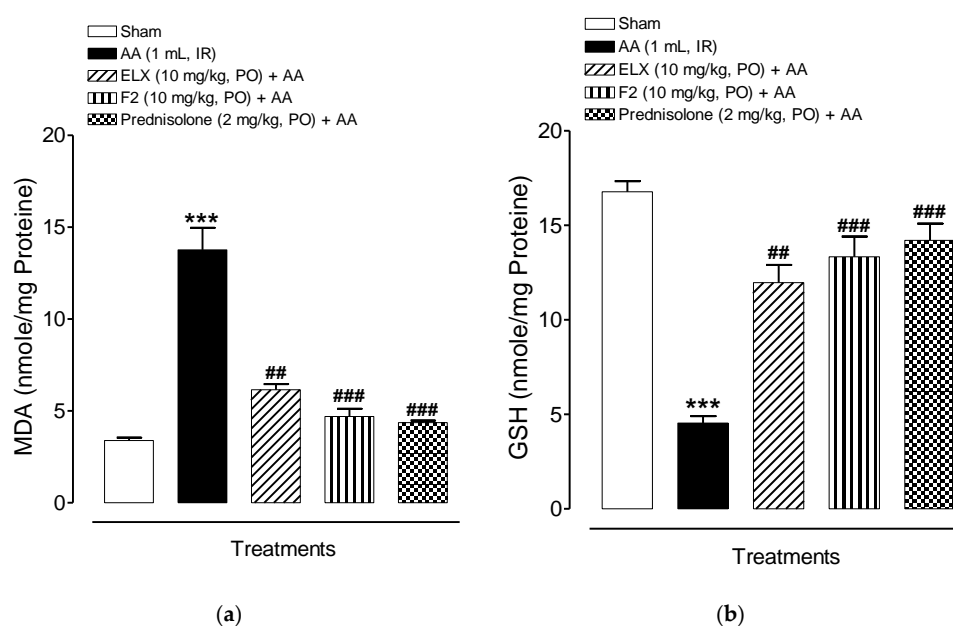 Sham
AA (1 mL, IR)
ELX (10 mg/kg, PO) + AA
F2 (10 mg/kg, PO) + AA
Prednisolone (2 mg/kg, PO) + AA
MDA (nmole/mg Proteine)
20
15
10
5
0
***
##
###
###
Treatments
(a)
Sham
AA (1 mL, IR)
ELX (10 mg/kg, PO) + AA
F2 (10 mg/kg, PO) + AA
Prednisolone (2 mg/kg, PO) + AA
GSH (nmole/mg Proteine)
20
15
10
5
0
***
##
###
###
Treatments
(b)